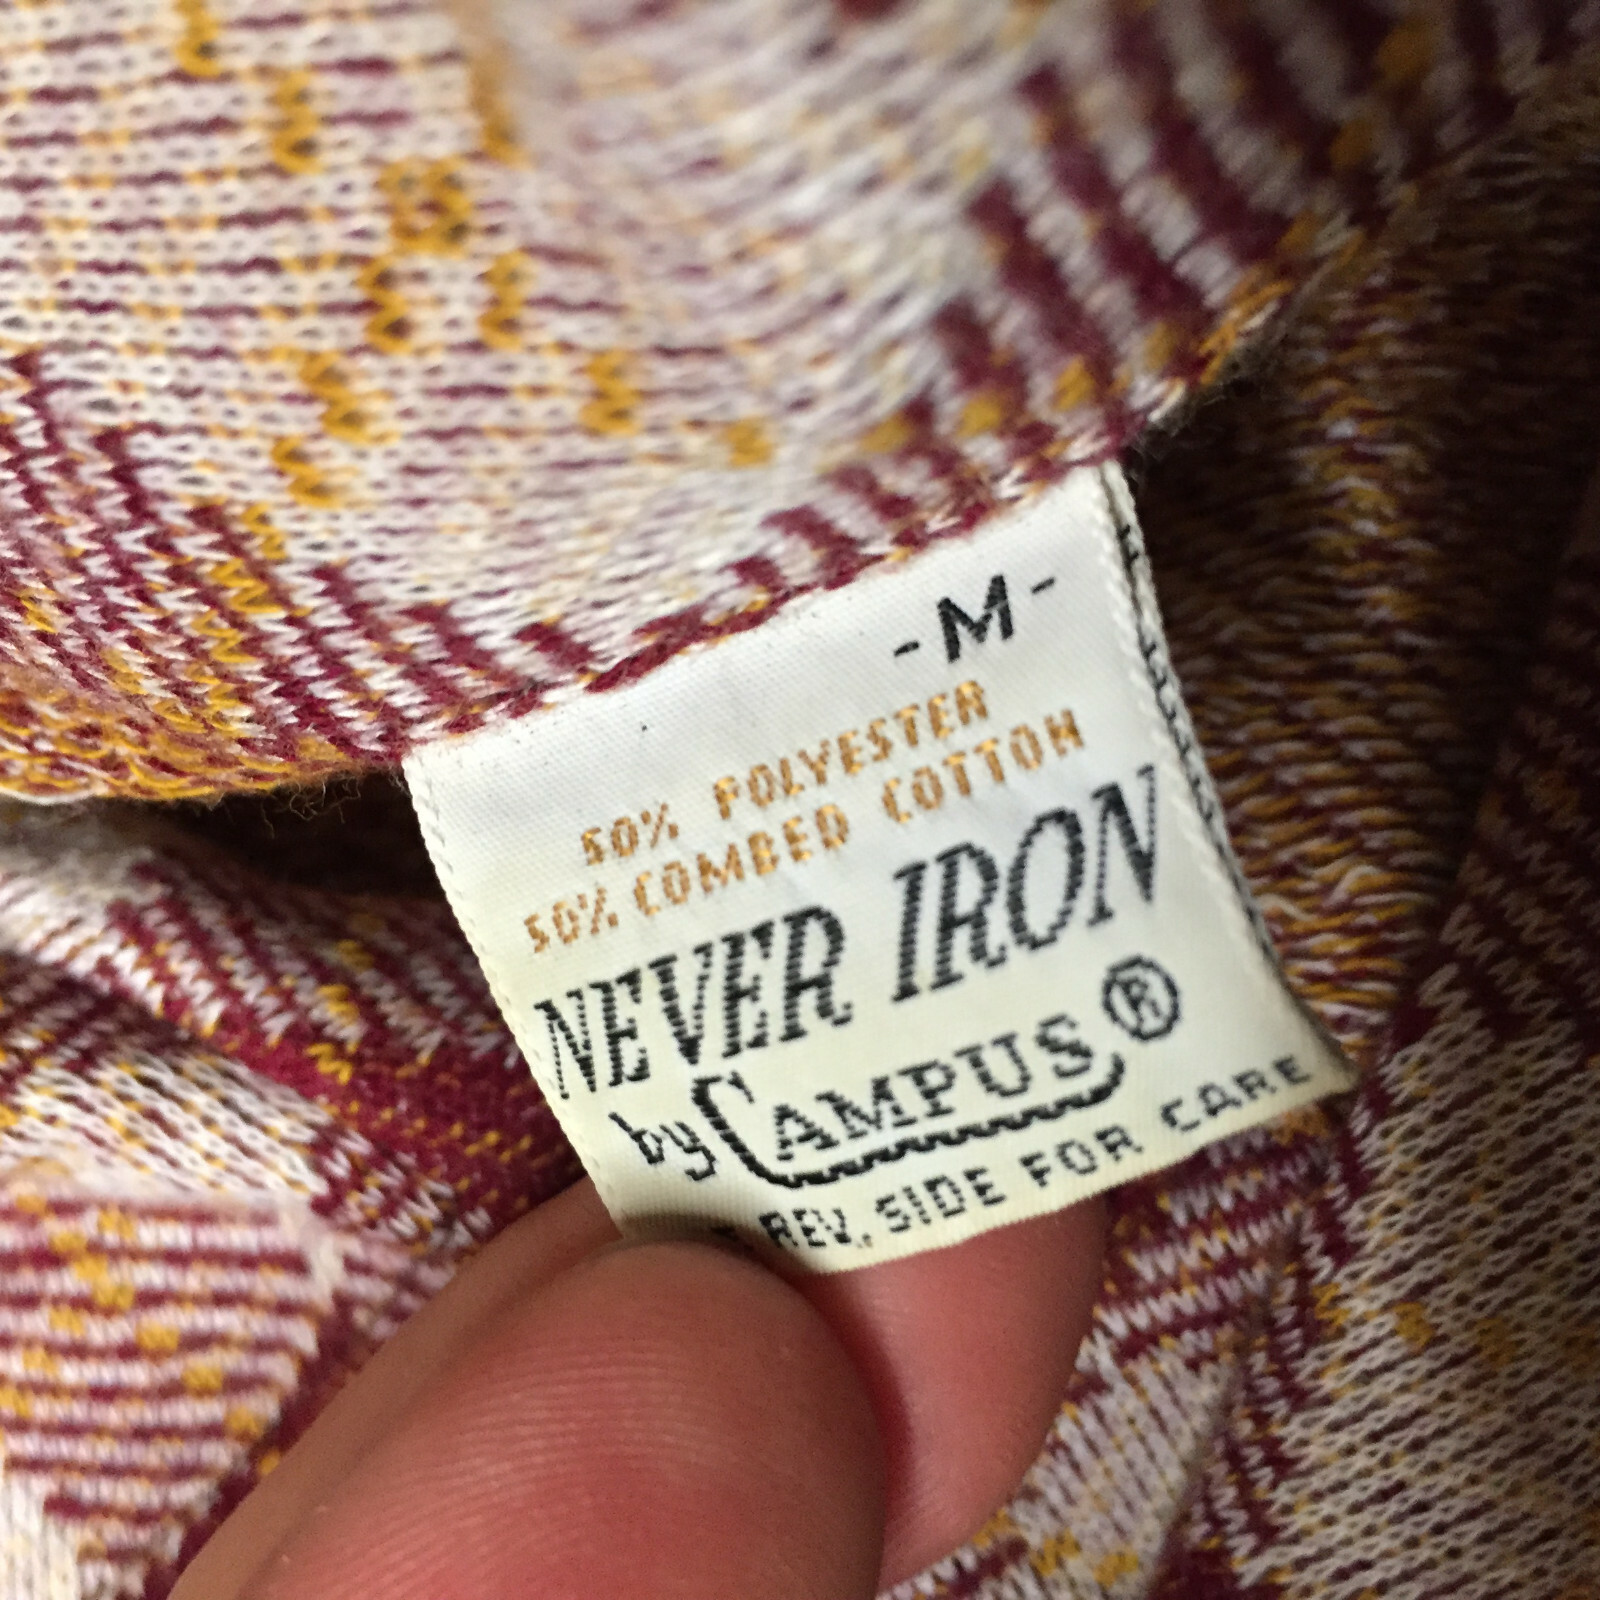 -M-
50% POLYESTER
50% COMBED COTTON
NEVER IRON
by CAMPUS ®
REV. SIDE FOR CARE